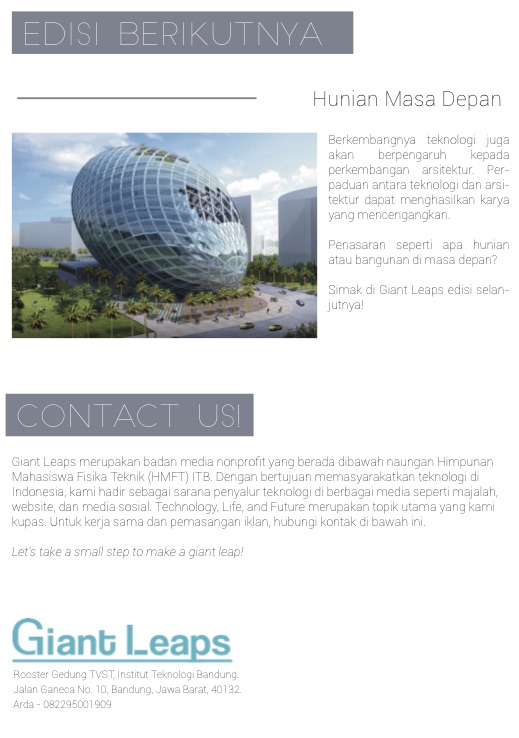 EDISI BERIKUTNYA
Hunian Masa Depan
Berkembangnya teknologi juga
akan berpengaruh kepada
perkembangan arsitektur. Per-
paduan antara teknologi dan arsi-
tektur dapat menghasilkan karya
yang mencengangkan.
Penasaran seperti apa hunian
atau bangunan di masa depan?
Simak di Giant Leaps edisi selan-
jutnya!
CONTACT US!
Giant Leaps merupakan badan media nonprofit yang berada dibawah naungan Himpunan
Mahasiswa Fisika Teknik (HMFT) ITB. Dengan bertujuan memasyarakatkan teknologi di
Indonesia, kami hadir sebagai sarana penyalur teknologi di berbagai media seperti majalah,
website, dan media sosial. Technology, Life, and Future merupakan topik utama yang kami
kupas. Untuk kerja sama dan pemasangan iklan, hubungi kontak di bawah ini.
Let's take a small step to make a giant leap!
Giant Leaps
Rooster Gedung TVST, Institut Teknologi Bandung.
Jalan Ganeca No. 10, Bandung, Jawa Barat, 40132.
Arda - 082295001909